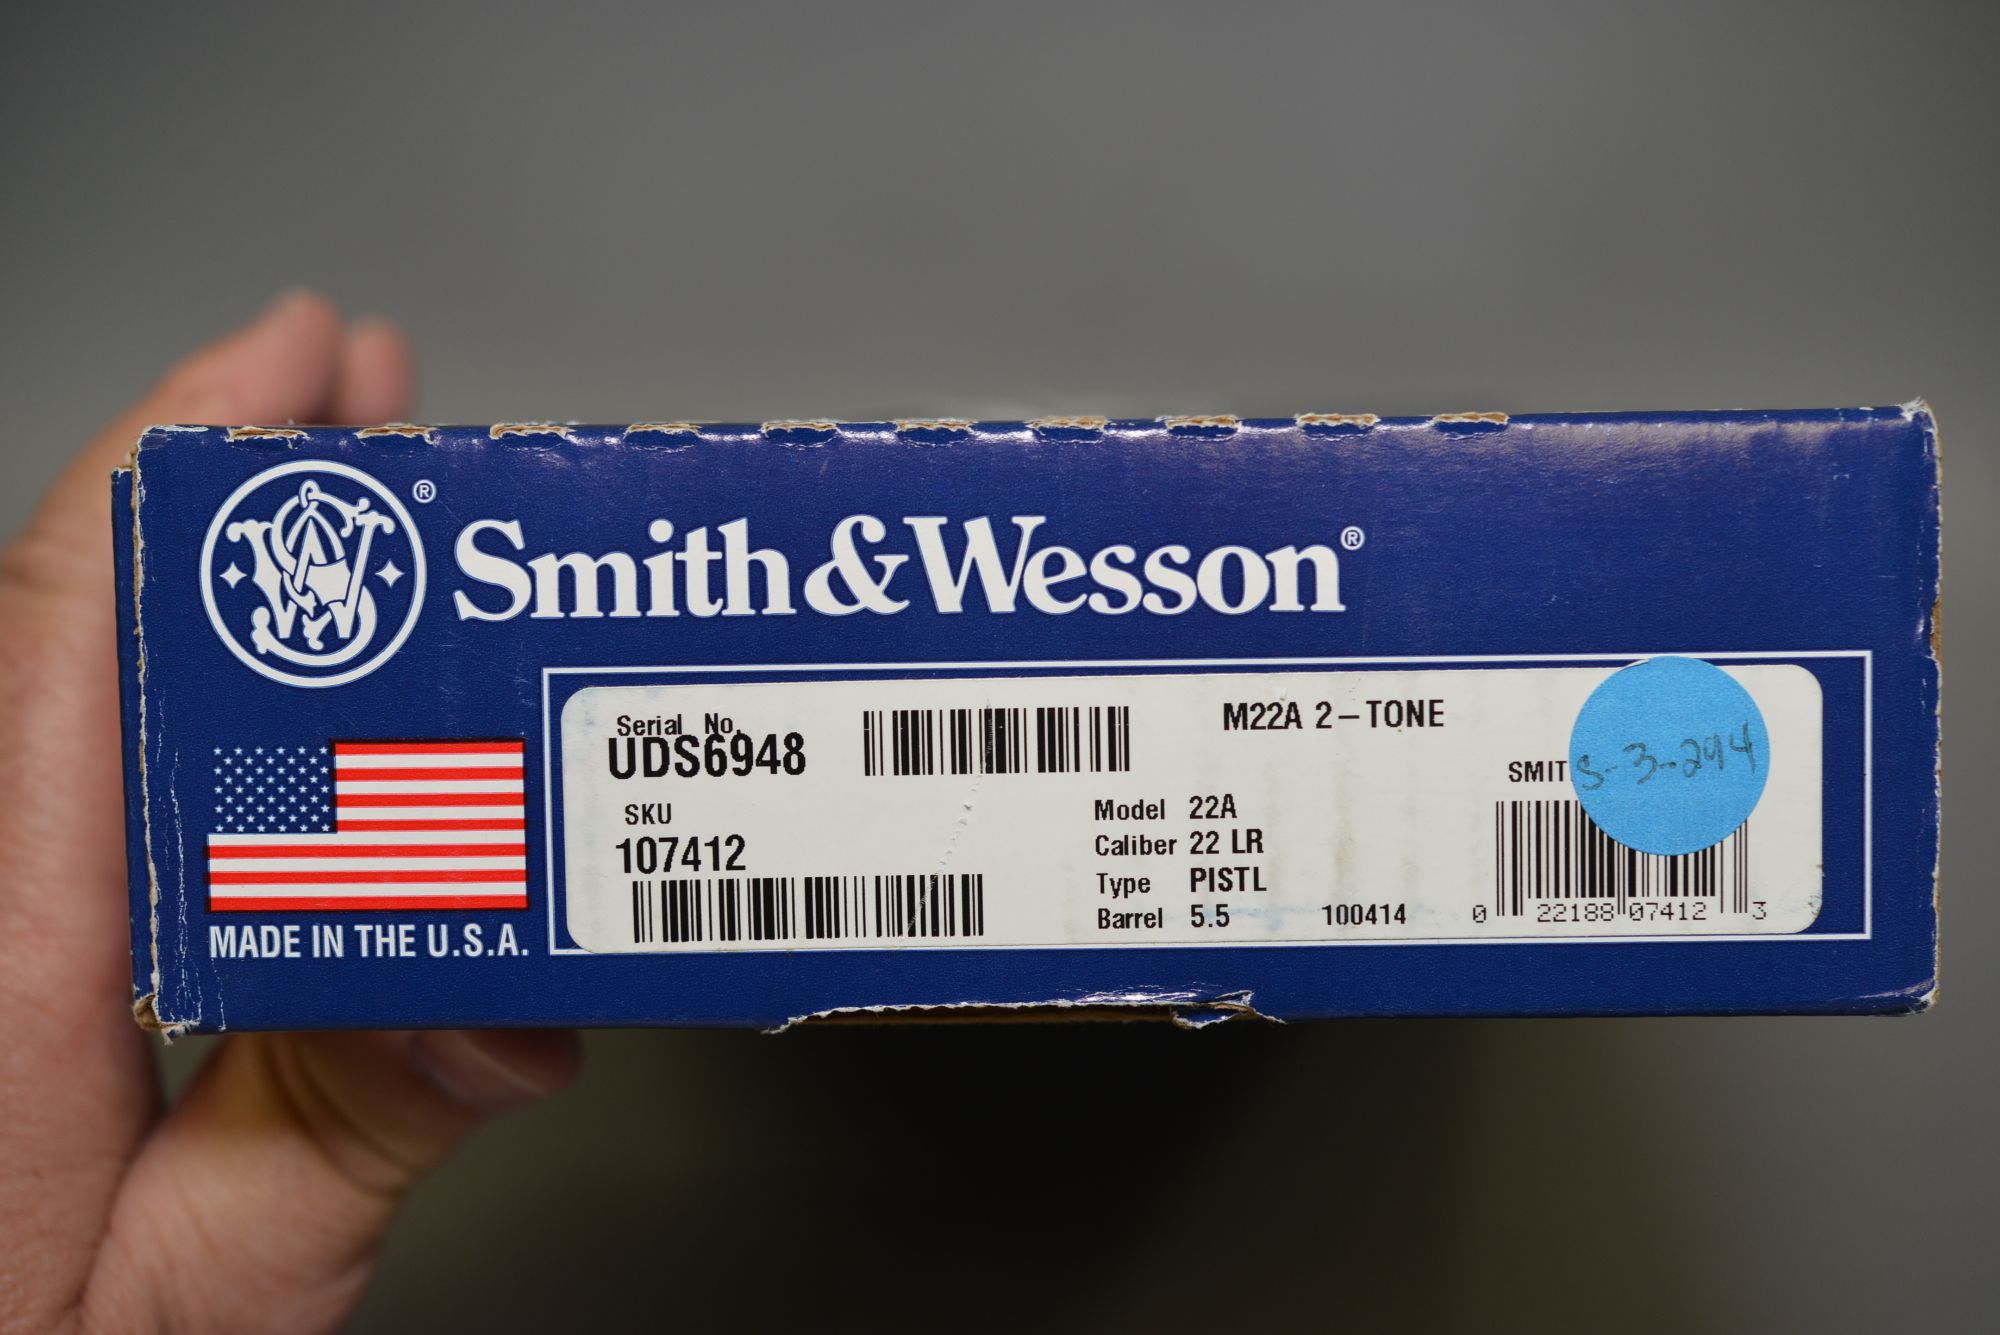 Smith & Wesson®
MADE IN THE U.S.A.
Serial No.
UDS6948
M22A 2-TONE
SKU
107412
Model 22A
Caliber 22 LR
Type PISTL
Barrel 5.5
100414
SMIT
S-3-294
0 22188 07412 3